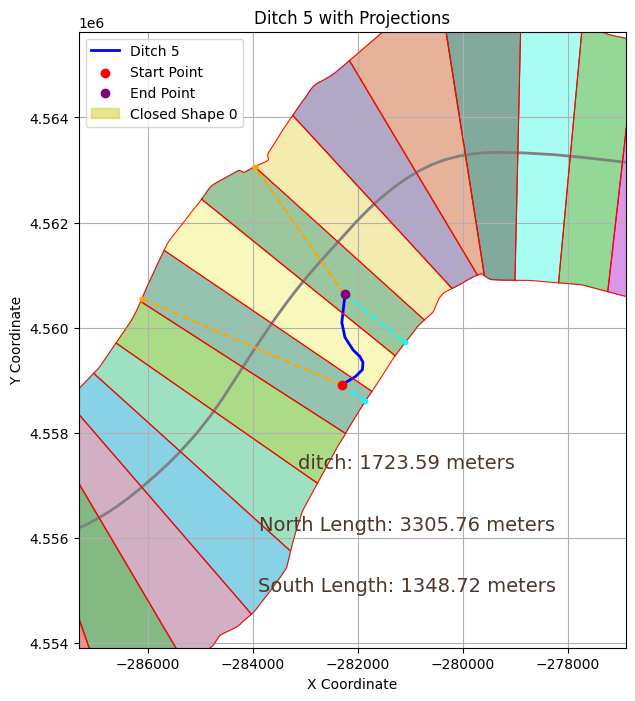 Ditch 5 with Projections
1e6
Ditch 5
Start Point
End Point
Closed Shape 0
4.564
4.562
4.560
4.558
4.556
4.554
Y Coordinate
ditch: 1723.59 meters
North Length: 3305.76 meters
South Length: 1348.72 meters
−286000 −284000 −282000 −280000 −278000
X Coordinate